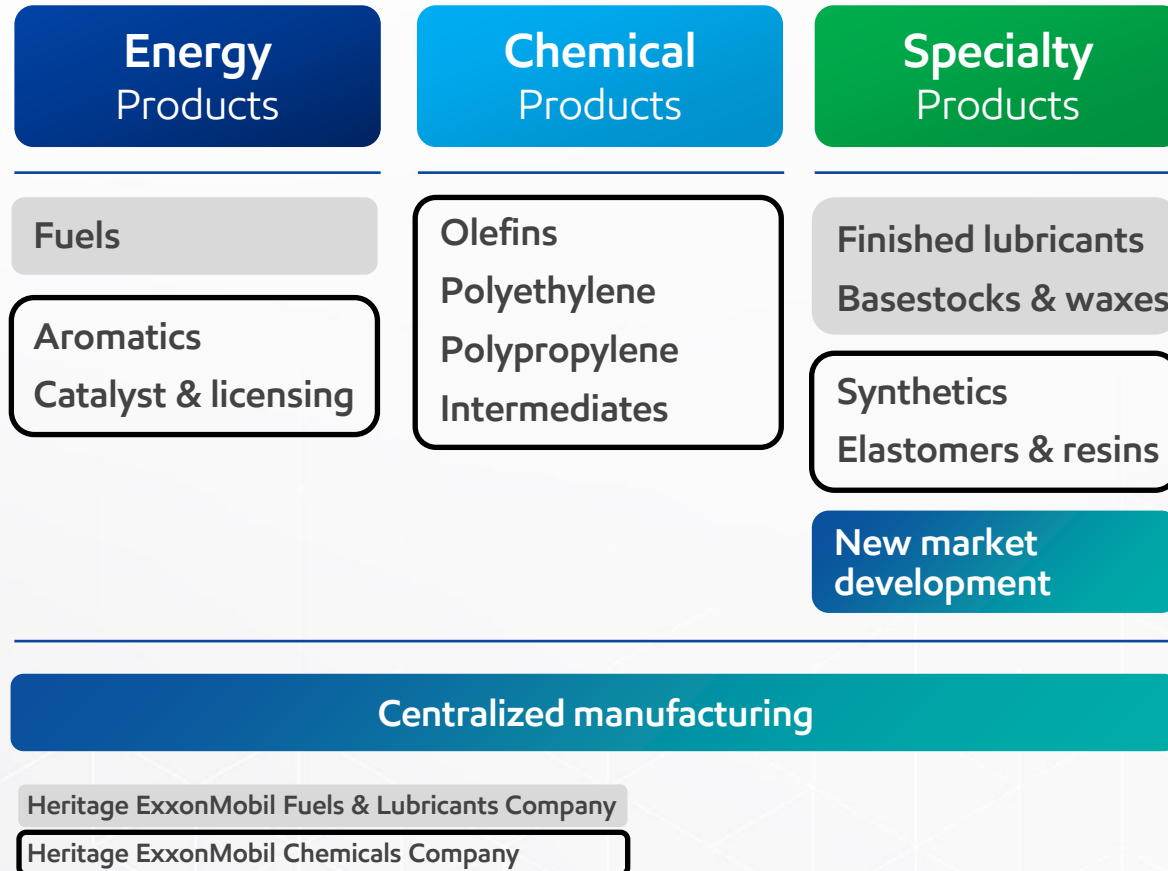 Energy
Products
Chemical
Products
Specialty
Products
Fuels
Aromatics
Catalyst & licensing
Olefins
Polyethylene
Polypropylene
Intermediates
Finished lubricants
Basestocks & waxes
Synthetics
Elastomers & resins
New market
development
Centralized manufacturing
Heritage ExxonMobil Fuels & Lubricants Company
Heritage ExxonMobil Chemicals Company